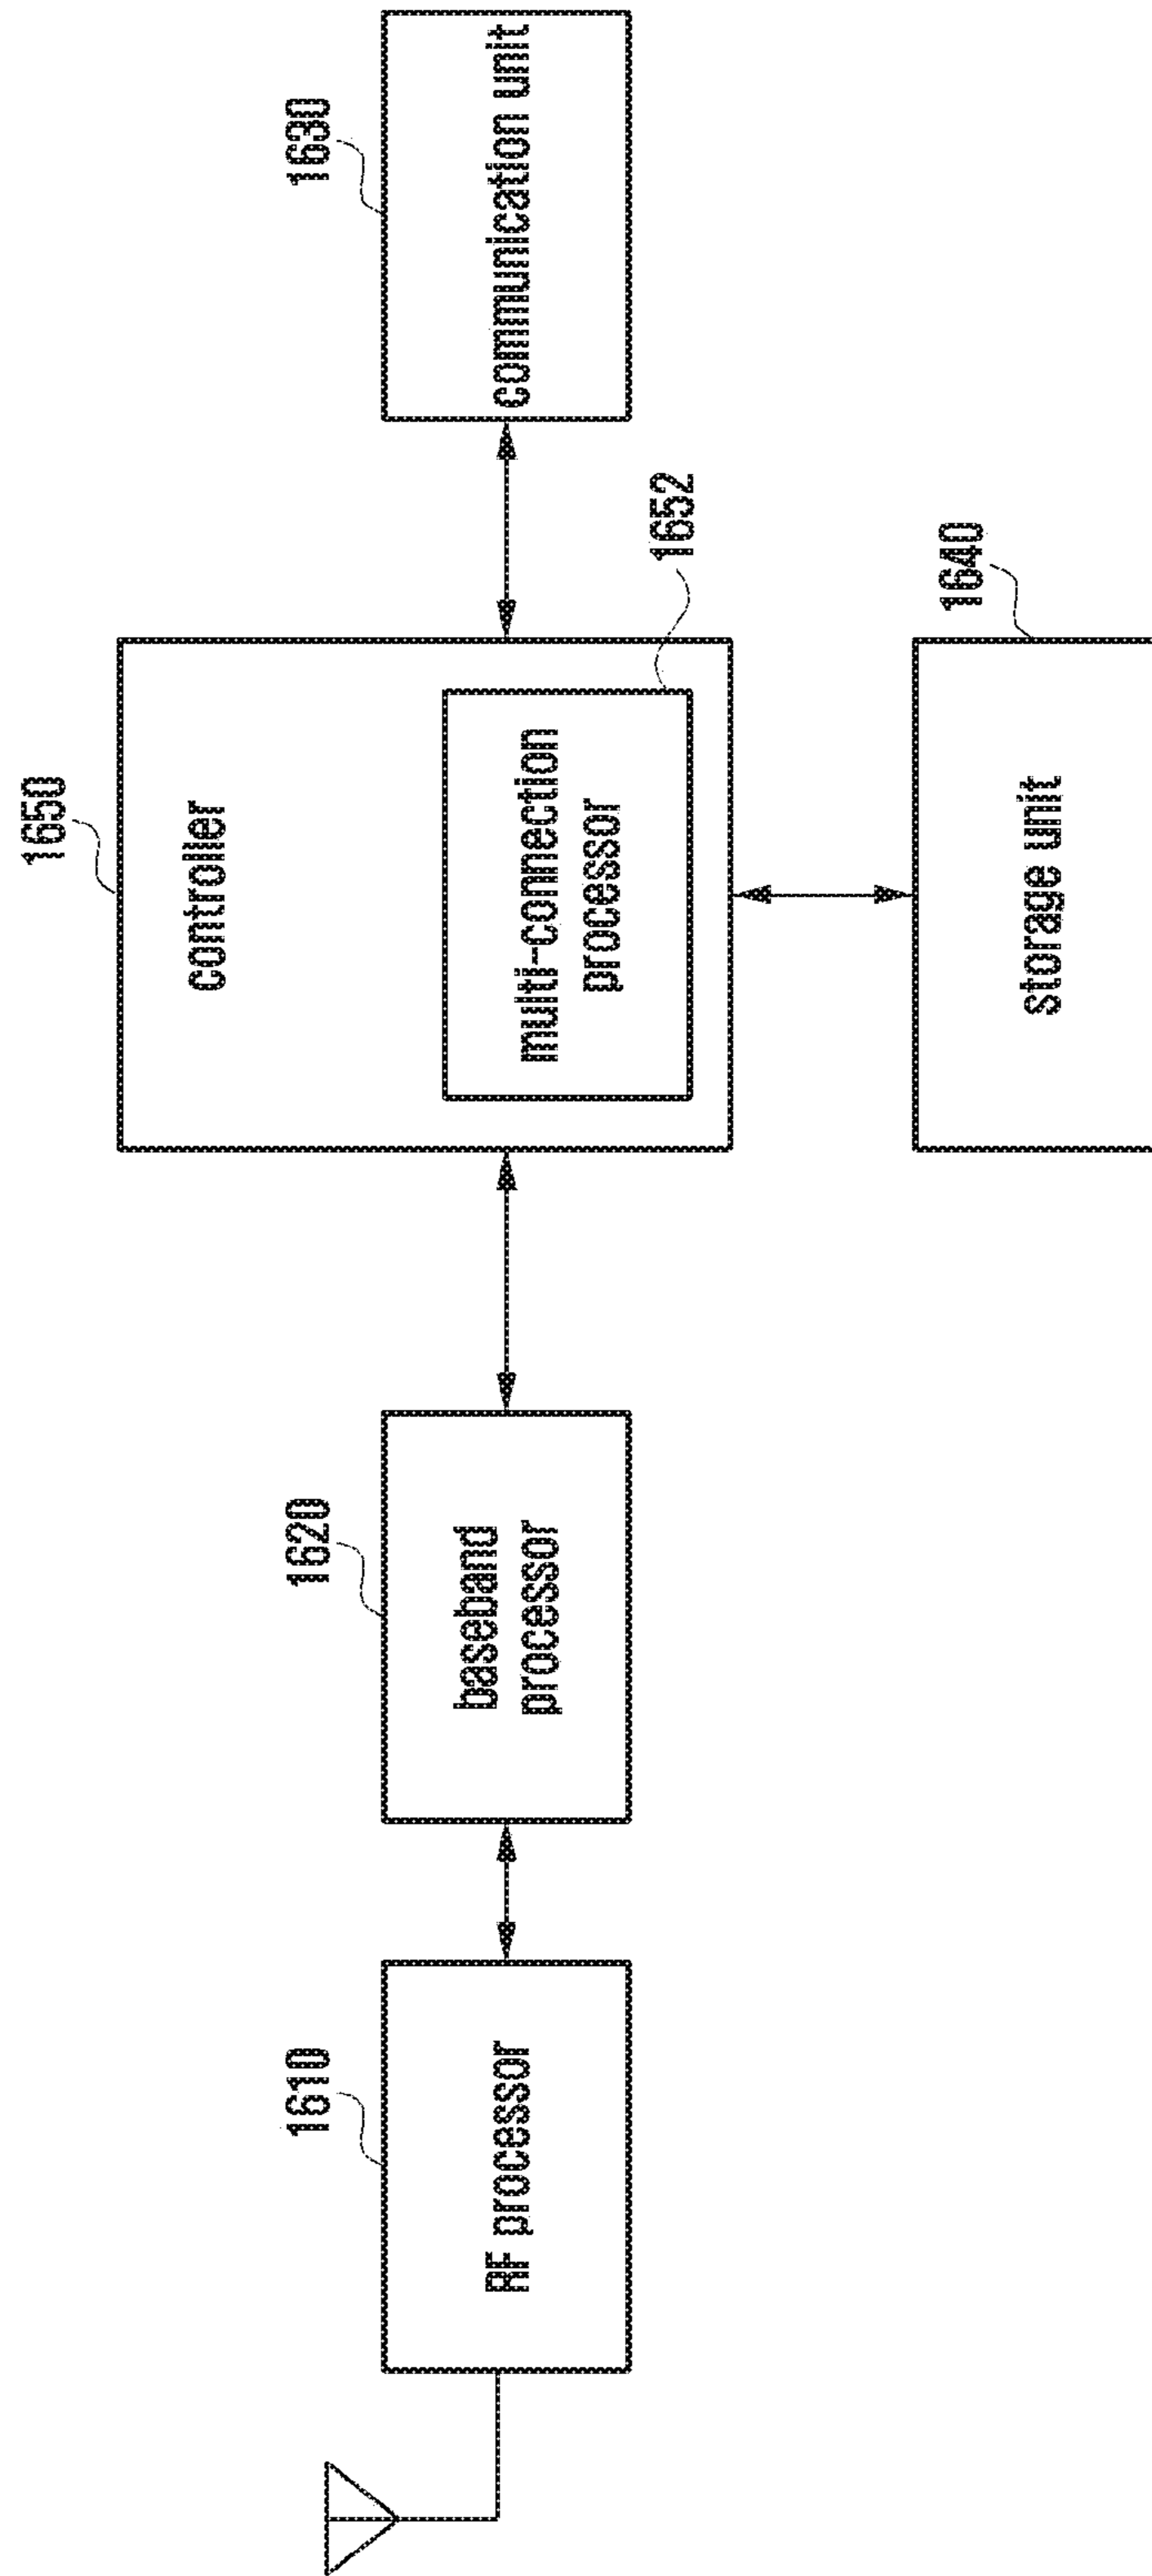 1650
controller
1610
1620
1630
RF processor
baseband
processor
multi-connection
processor
communication unit
1652
1640
storage unit